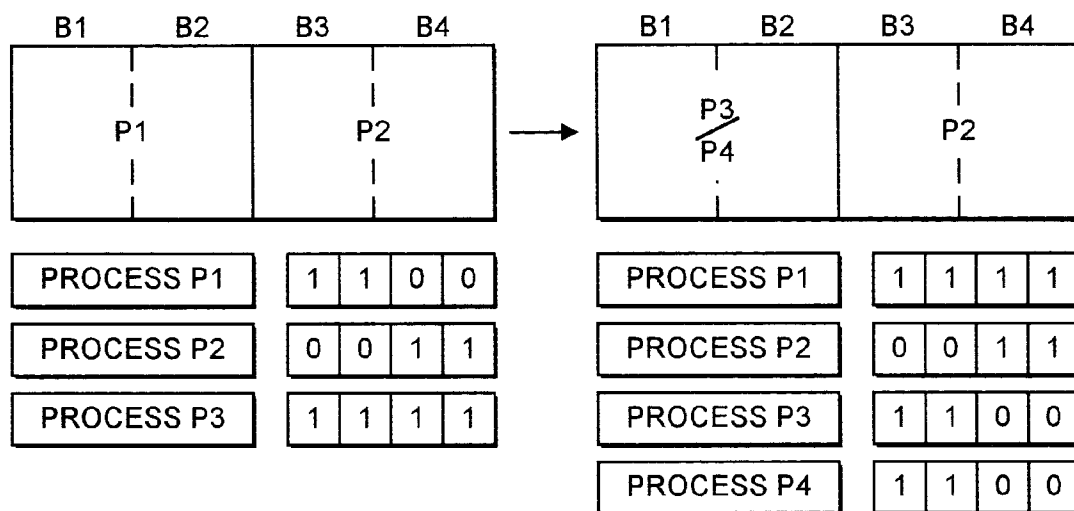 B1 B2 B3 B4
P1 P2
PROCESS P1 1 1 0 0
PROCESS P2 0 0 1 1
PROCESS P3 1 1 1 1
B1 B2 B3 B4
P3
P4
P2
PROCESS P1 1 1 1 1
PROCESS P2 0 0 1 1
PROCESS P3 1 1 0 0
PROCESS P4 1 1 0 0